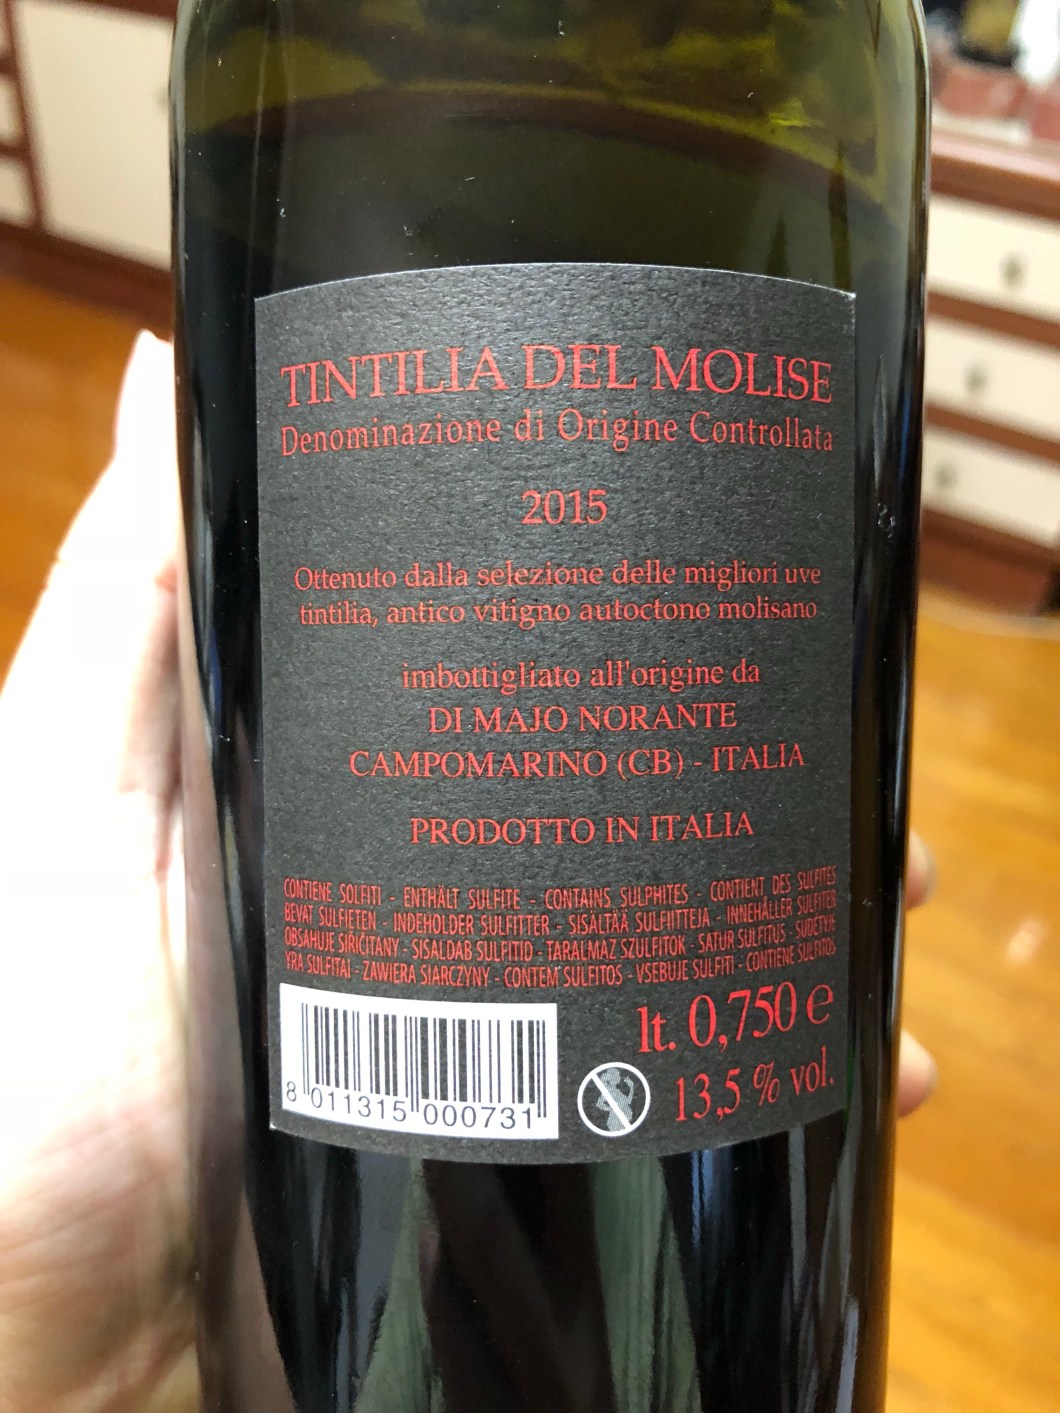 TINTILIA DEL MOLISE
Denominazione di Origine Controllata
2015
Ottenuto dalla selezione delle migliori uve
tintilia, antico vitigno autoctono molisano
imbottigliato all'origine da
DI MAJO NORANTE
CAMPOMARINO (CB) - ITALIA
PRODOTTO IN ITALIA
CONTIENE SOLFITI - ENTHÄLT SULFITE - CONTAINS SULPHITES - CONTIENT DES SULFITES
BEVAT SULFIETEN - INDEHOLDER SULFITTER - SISÄLTÄÄ SULFIITTEJA - INNEHÅLLER SULFITER
OBSAHUJE SIŘIČITANY - SISALDAB SULFITID - TARALMAZ SZULFITOK - SATUR SULFITUS - SUDĖTYJE
YRA SULFITAI - ZAWIERA SIARCZYNY - CONTEM SULFITOS - VSEBUJE SULFITI - CONTIENE SULFITOS
lt. 0,750 e
13,5 % vol.
8 011315 000731